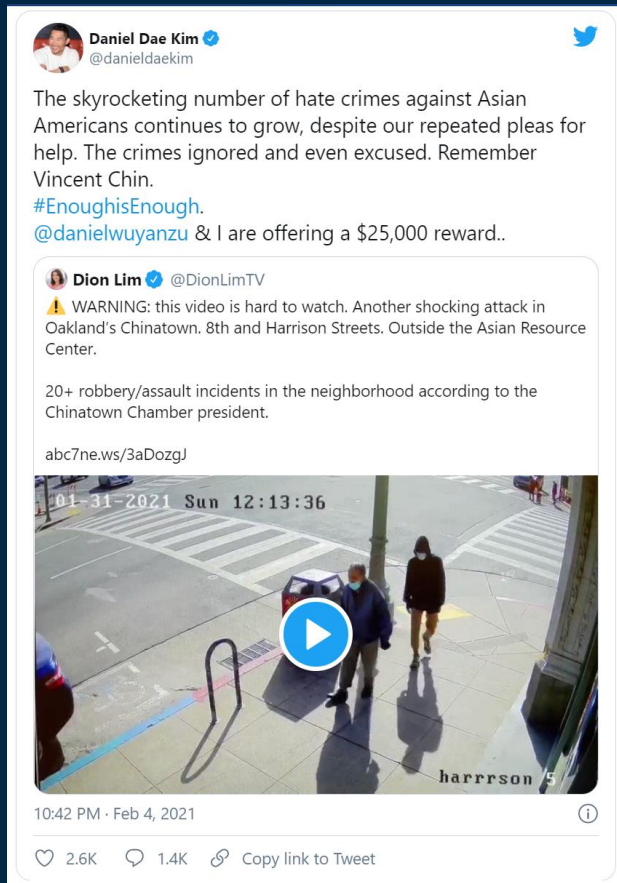 Daniel Dae Kim
@danieldaekim
The skyrocketing number of hate crimes against Asian
Americans continues to grow, despite our repeated pleas for
help. The crimes ignored and even excused. Remember
Vincent Chin.
#EnoughisEnough.
@danielwuyanzu & I are offering a $25,000 reward..
Dion Lim @DionLimTV
⚠️ WARNING: this video is hard to watch. Another shocking attack in
Oakland's Chinatown. 8th and Harrison Streets. Outside the Asian Resource
Center.
20+ robbery/assault incidents in the neighborhood according to the
Chinatown Chamber president.
abc7ne.ws/3aDozgJ
01-31-2021 Sun 12:13:36
harrrson 5
10:42 PM · Feb 4, 2021
2.6K 1.4K Copy link to Tweet